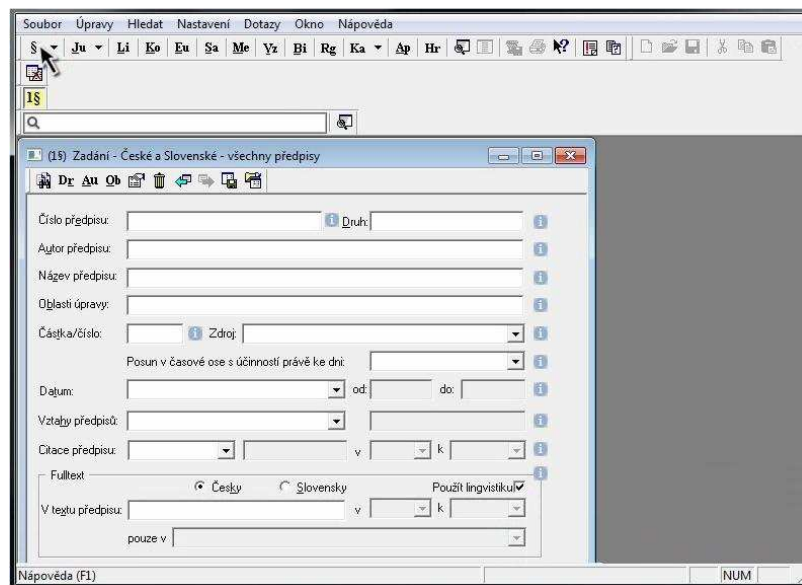 Soubor Úpravy Hledat Nastavení Dotazy Okno Nápověda
§ Ju Li Ko Eu Sa Me Vz Bi Rg Ka Ap Hr
1§
(1§) Zadání - České a Slovenské - všechny předpisy
Dr Au Ob
Číslo předpisu: Druh:
Autor předpisu:
Název předpisu:
Oblasti úpravy:
Částka/číslo: Zdroj:
Posun v časové ose s účinností právě ke dni:
Datum: od: do:
Vztahy předpisů:
Citace předpisu: v k
Fulltext
Česky Slovensky Použít lingvistiku
V textu předpisu: v k
pouze v
Nápověda (F1) NUM